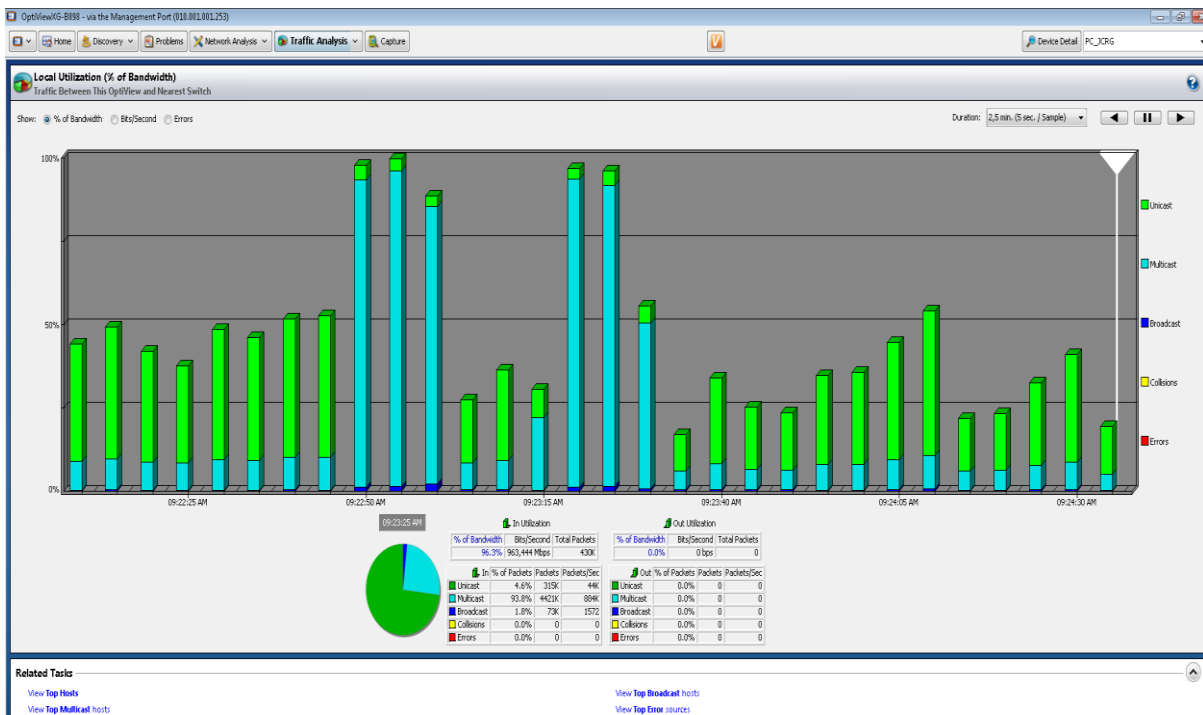 OptiViewXG-B898 - via the Management Port (010.001.001.253)
Home Discovery Problems Network Analysis Traffic Analysis Capture Device Detail PC_JCRG
Local Utilization (% of Bandwidth)
Traffic Between This OptiView and Nearest Switch
Show: % of Bandwidth Bits/Second Errors Duration: 2,5 min. (5 sec. / Sample)
100%
Unicast
Multicast
50%
Broadcast
Collisions
Errors
0%
09:22:25 AM 09:22:50 AM 09:23:15 AM 09:23:40 AM 09:24:05 AM 09:24:30 AM
09:23:25 AM
In Utilization
% of Bandwidth Bits/Second Total Packets
96.3% 963,444 Mbps 430K
In % of Packets Packets Packets/Sec
Unicast 4.6% 315K 44K
Multicast 93.8% 4421K 884K
Broadcast 1.8% 73K 1572
Collisions 0.0% 0 0
Errors 0.0% 0 0
Out Utilization
% of Bandwidth Bits/Second Total Packets
0.0% 0 bps 0
Out % of Packets Packets Packets/Sec
Unicast 0.0% 0 0
Multicast 0.0% 0 0
Broadcast 0.0% 0 0
Collisions 0.0% 0 0
Errors 0.0% 0 0
Related Tasks
View Top Hosts View Top Broadcast hosts
View Top Multicast hosts View Top Error sources